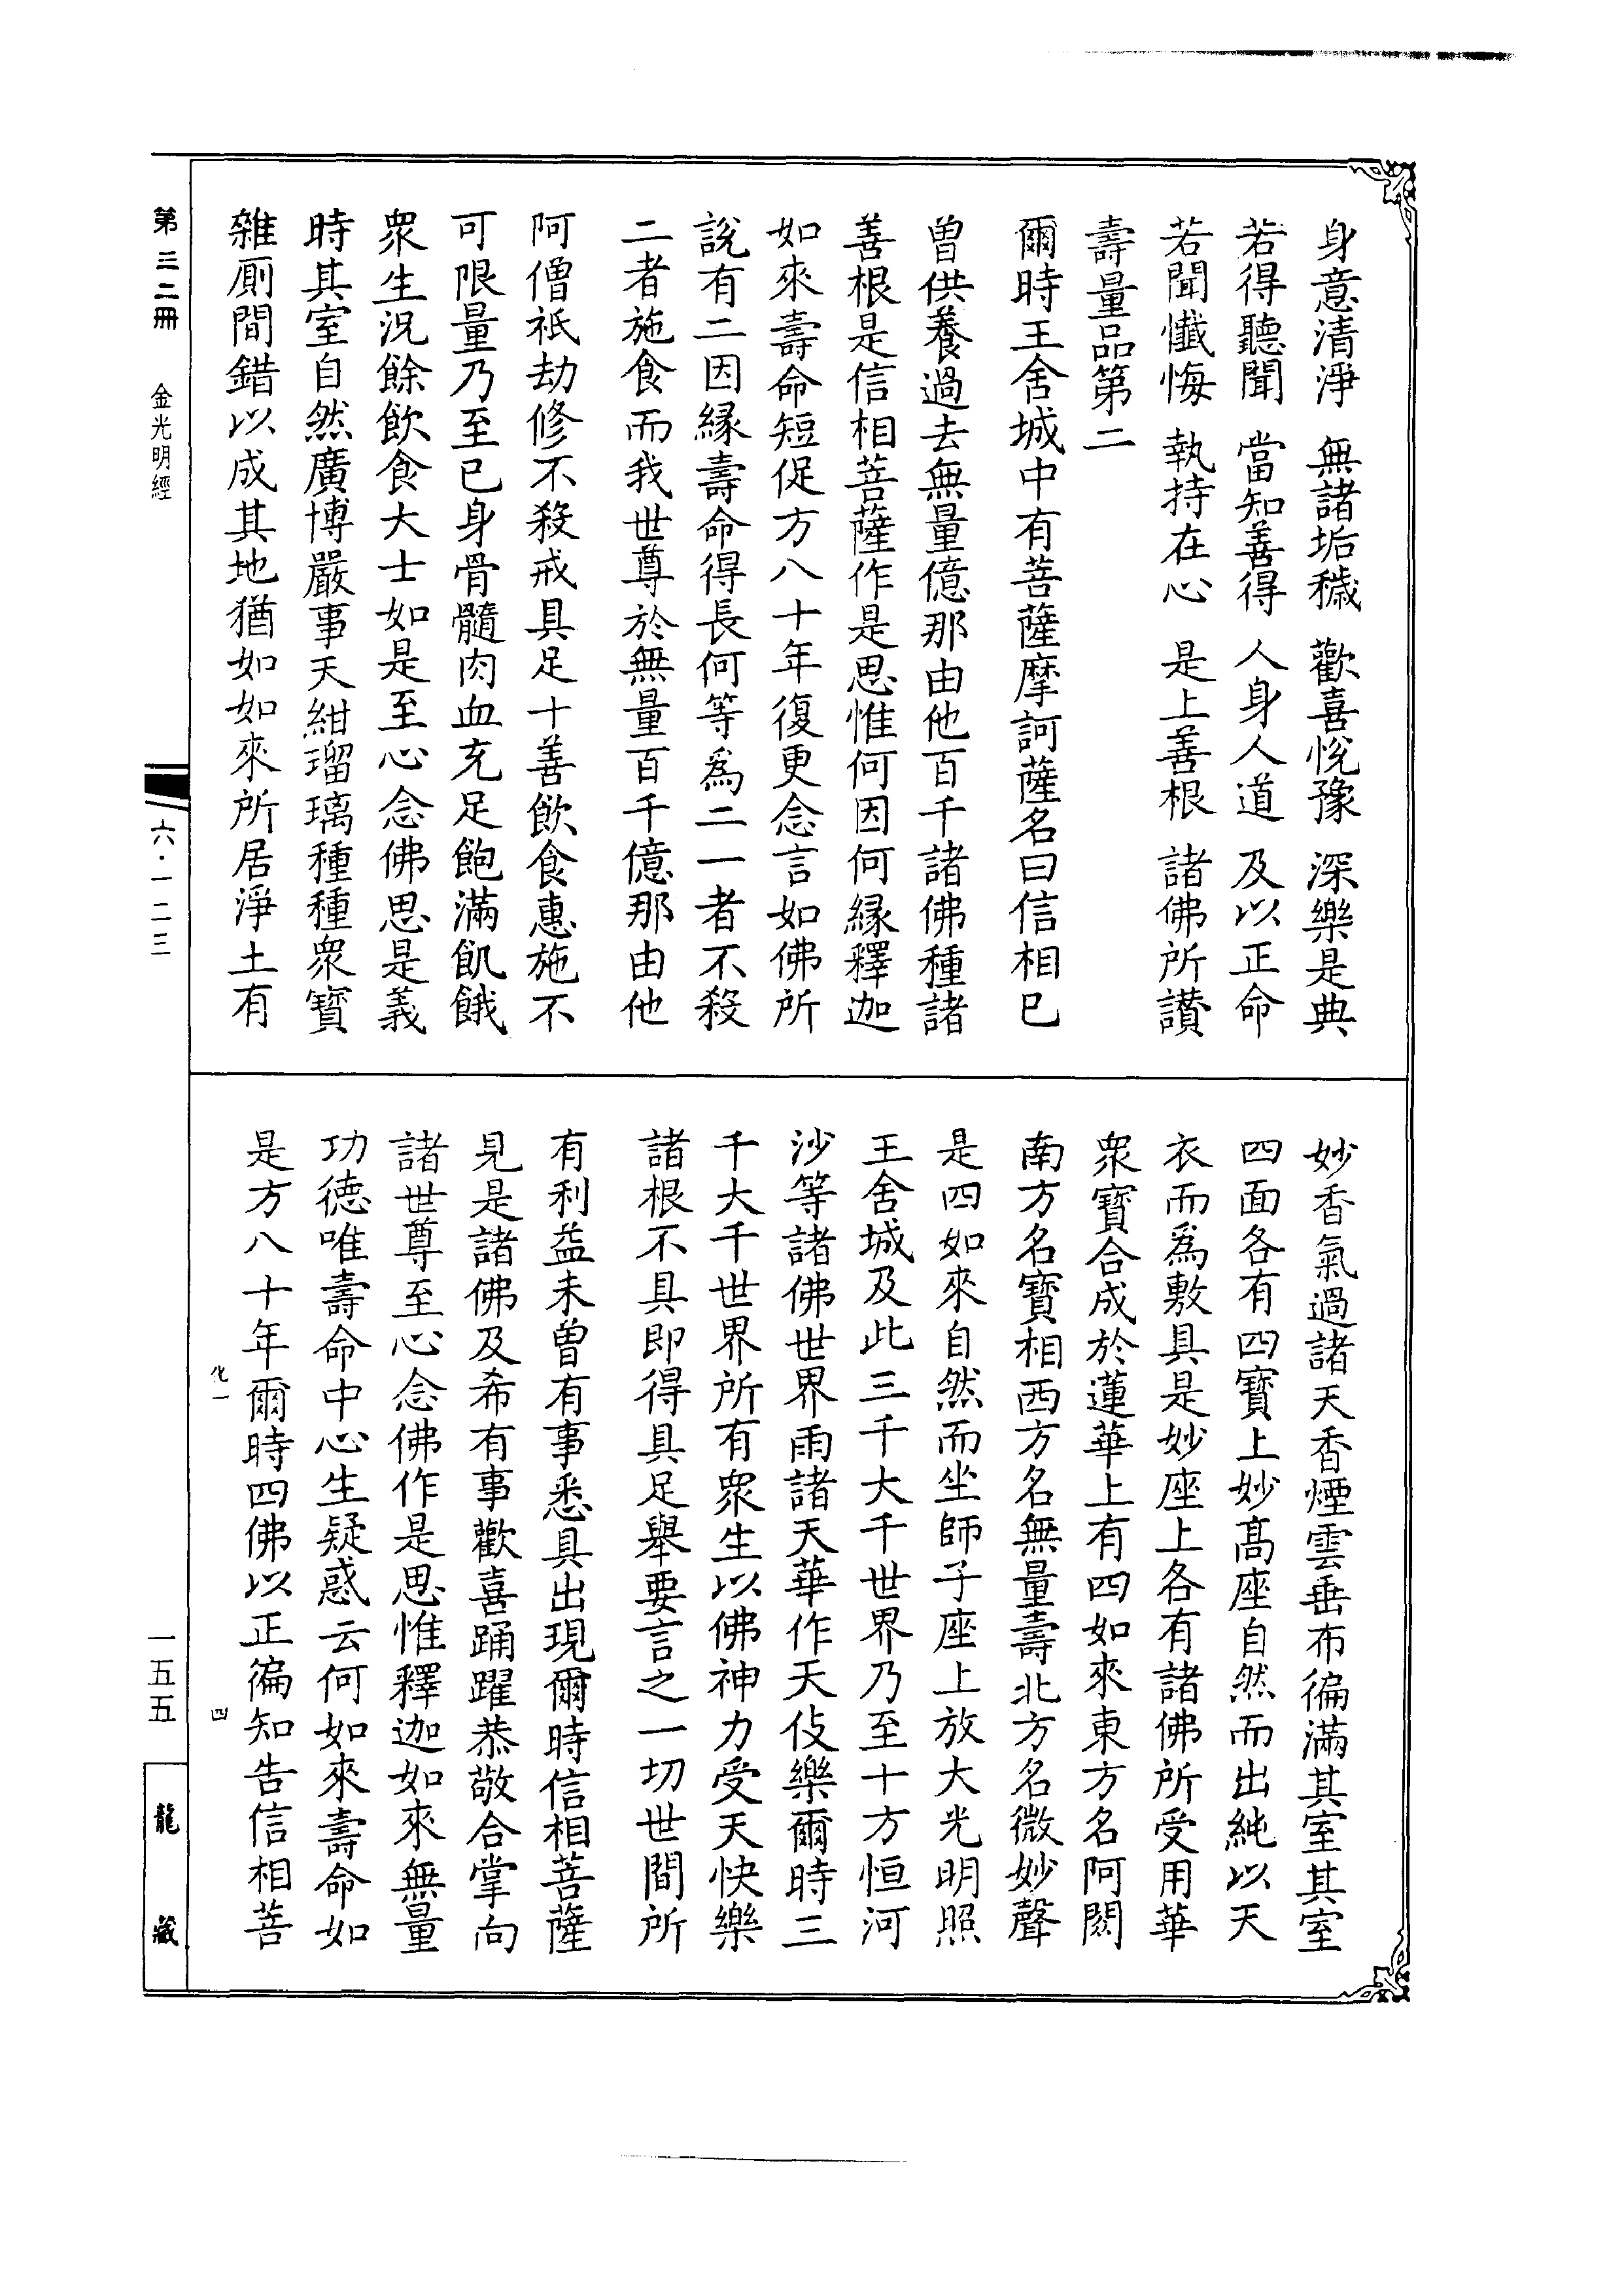 身意清淨　無諸垢穢　歡喜悅豫　深樂是典
若得聽聞　當知善得　人身人道　及以正命
若聞懺悔　執持在心　是上善根　諸佛所讚
壽量品第二
爾時王舍城中有菩薩摩訶薩名曰信相已
曾供養過去無量億那由他百千諸佛種諸
善根是信相菩薩作是思惟何因何緣釋迦
如來壽命短促方八十年復更念言如佛所
說有二因緣壽命得長何等為二一者不殺
二者施食而我世尊於無量百千億那由他
阿僧祇劫修不殺戒具足十善飲食惠施不
可限量乃至已身骨髓肉血充足飽滿飢餓
眾生況餘飲食大士如是至心念佛思是義
時其室自然廣博嚴事天紺瑠璃種種眾寶
雜廁間錯以成其地猶如如來所居淨土有
妙香氣過諸天香煙雲垂布徧滿其室其室
四面各有四寶上妙高座自然而出純以天
衣而為敷具是妙座上各有諸佛所受用華
眾寶合成於蓮華上有四如來東方名阿閦
南方名寶相西方名無量壽北方名微妙聲
是四如來自然而坐師子座上放大光明照
王舍城及此三千大千世界乃至十方恒河
沙等諸佛世界雨諸天華作天伎樂爾時三
千大千世界所有眾生以佛神力受天快樂
諸根不具即得具足舉要言之一切世間所
有利益未曾有事悉具出現爾時信相菩薩
見是諸佛及希有事歡喜踊躍恭敬合掌向
諸世尊至心念佛作是思惟釋迦如來無量
功德唯壽命中心生疑惑云何如來壽命如
是方八十年爾時四佛以正徧知告信相菩
化一　四
第三二冊　金光明經　六·一二三　一五五　龍藏